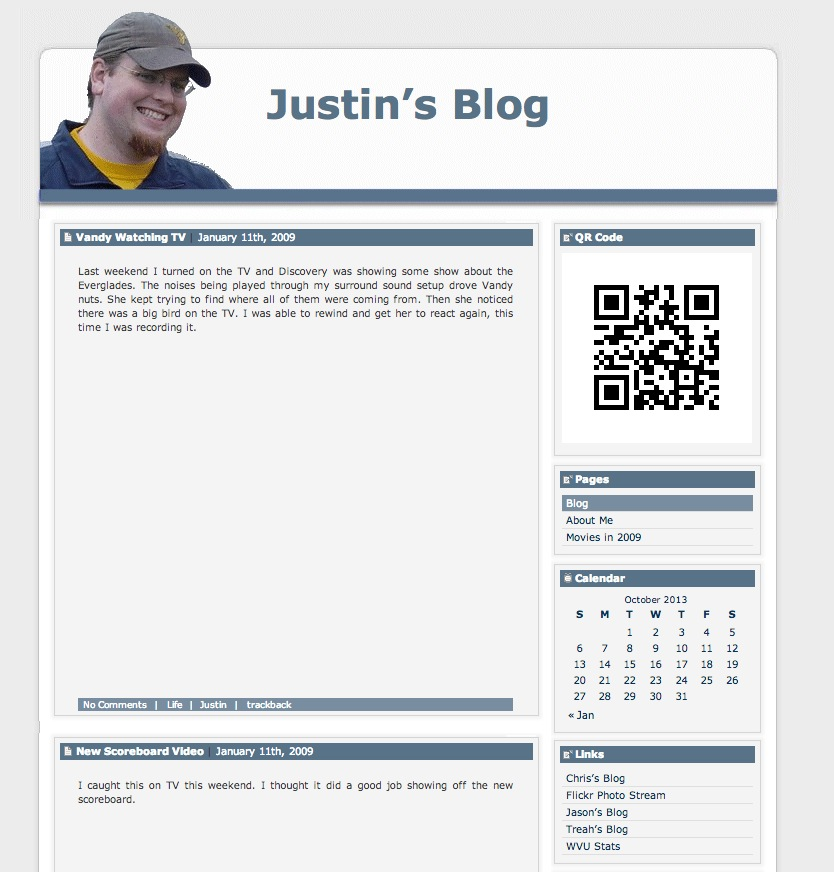 Justin's Blog
Vandy Watching TV | January 11th, 2009
Last weekend I turned on the TV and Discovery was showing some show about the
Everglades. The noises being played through my surround sound setup drove Vandy
nuts. She kept trying to find where all of them were coming from. Then she noticed
there was a big bird on the TV. I was able to rewind and get her to react again, this
time I was recording it.
No Comments | Life | Justin | trackback
New Scoreboard Video | January 11th, 2009
I caught this on TV this weekend. I thought it did a good job showing off the new
scoreboard.
QR Code
Pages
Blog
About Me
Movies in 2009
Calendar
October 2013
S M T W T F S
1 2 3 4 5
6 7 8 9 10 11 12
13 14 15 16 17 18 19
20 21 22 23 24 25 26
27 28 29 30 31
« Jan
Links
Chris's Blog
Flickr Photo Stream
Jason's Blog
Treah's Blog
WVU Stats